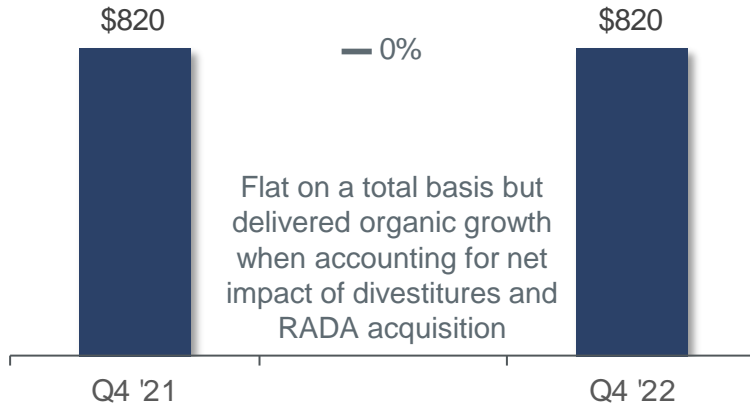 $820
$820
0%
Flat on a total basis but
delivered organic growth
when accounting for net
impact of divestitures and
RADA acquisition
Q4 '21
Q4 '22